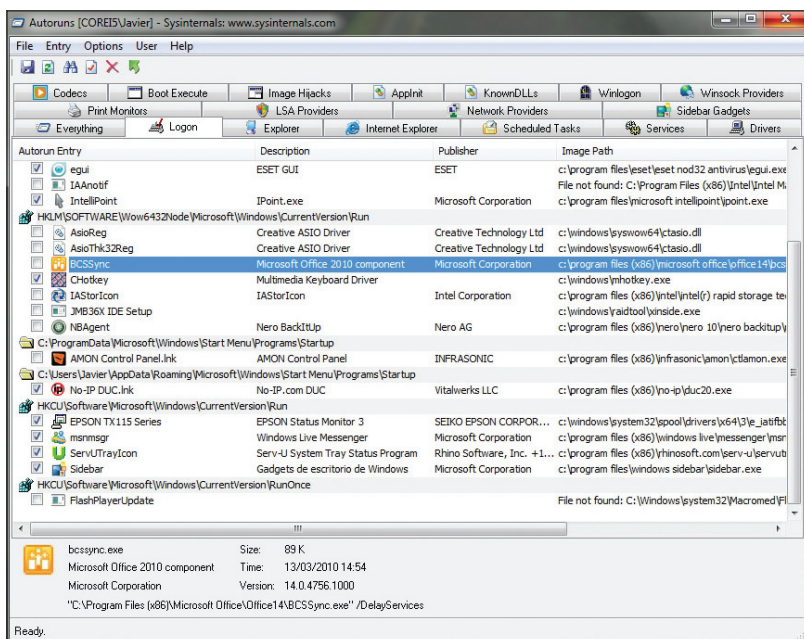 Autoruns [COREI5\Javier] - Sysinternals: www.sysinternals.com
File Entry Options User Help
Codecs Boot Execute Image Hijacks AppInit KnownDLLs Winlogon Winsock Providers
Print Monitors LSA Providers Network Providers Sidebar Gadgets
Everything Logon Explorer Internet Explorer Scheduled Tasks Services Drivers
Autorun Entry Description Publisher Image Path
egui ESET GUI ESET c:\program files\eset\eset nod32 antivirus\egui.exe
IAAnotif File not found: C:\Program Files (x86)\Intel\Intel Ma
IntelliPoint IPoint.exe Microsoft Corporation c:\program files\microsoft intellipoint\ipoint.exe
HKLM\SOFTWARE\Wow6432Node\Microsoft\Windows\CurrentVersion\Run
AsioReg Creative ASIO Driver Creative Technology Ltd c:\windows\syswow64\ctasio.dll
AsioThk32Reg Creative ASIO Driver Creative Technology Ltd c:\windows\syswow64\ctasio.dll
BCSSync Microsoft Office 2010 component Microsoft Corporation c:\program files (x86)\microsoft office\office14\bcs
CHotkey Multimedia Keyboard Driver c:\windows\mhotkey.exe
IAStorIcon IAStorIcon Intel Corporation c:\program files (x86)\intel\intel(r) rapid storage te
JMB36X IDE Setup c:\windows\raidtool\xinside.exe
NBAgent Nero BackItUp Nero AG c:\program files (x86)\nero\nero 10\nero backitup\
C:\ProgramData\Microsoft\Windows\Start Menu\Programs\Startup
AMON Control Panel.lnk AMON Control Panel INFRASONIC c:\program files (x86)\infrasonic\amon\ctlamon.exe
C:\Users\Javier\AppData\Roaming\Microsoft\Windows\Start Menu\Programs\Startup
No-IP DUC.lnk No-IP.com DUC Vitalwerks LLC c:\program files (x86)\no-ip\duc20.exe
HKCU\Software\Microsoft\Windows\CurrentVersion\Run
EPSON TX115 Series EPSON Status Monitor 3 SEIKO EPSON CORPOR... c:\windows\system32\spool\drivers\x64\3\e_iatifbt
msnmsgr Windows Live Messenger Microsoft Corporation c:\program files (x86)\windows live\messenger\msr
ServUTrayIcon Serv-U System Tray Status Program Rhino Software, Inc. +1... c:\program files (x86)\rhinosoft.com\serv-u\servut
Sidebar Gadgets de escritorio de Windows Microsoft Corporation c:\program files\windows sidebar\sidebar.exe
HKCU\Software\Microsoft\Windows\CurrentVersion\RunOnce
FlashPlayerUpdate File not found: C:\Windows\system32\Macromed\Fl
bcssync.exe Size: 89 K
Microsoft Office 2010 component Time: 13/03/2010 14:54
Microsoft Corporation Version: 14.0.4756.1000
"C:\Program Files (x86)\Microsoft Office\Office14\BCSSync.exe" /DelayServices
Ready.